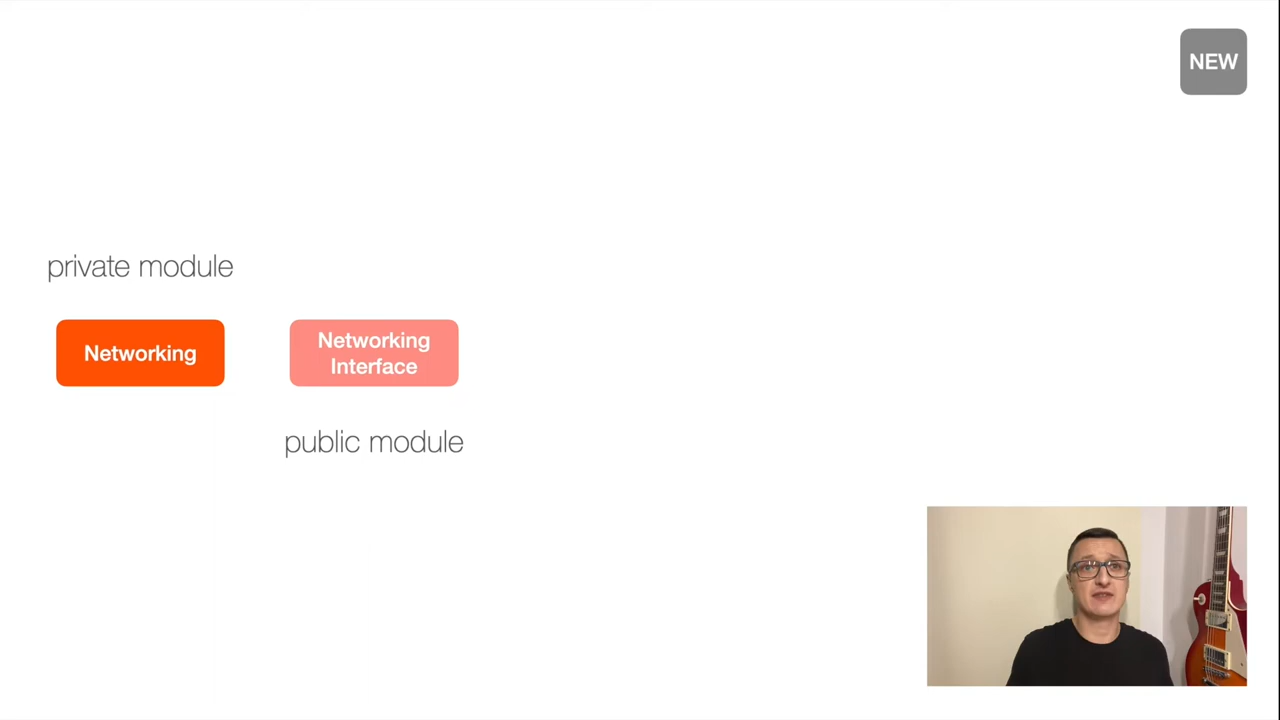 NEW
private module
Networking
Networking
Interface
public module